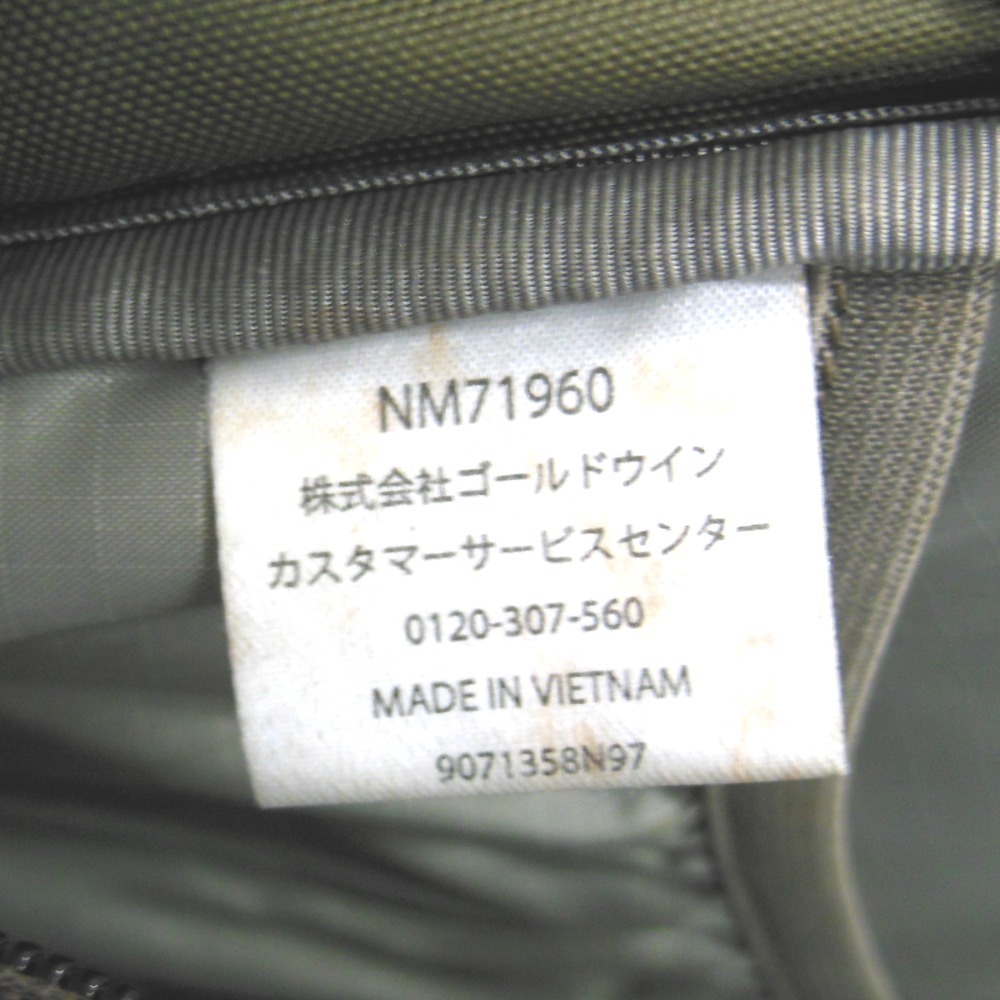 NM71960
株式会社ゴールドウイン
カスタマーサービスセンター
0120-307-560
MADE IN VIETNAM
9071358N97